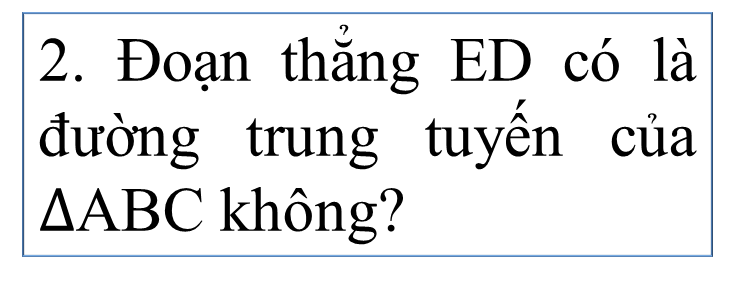 2. Đoạn thẳng ED có là
đường trung tuyến của
ΔABC không?